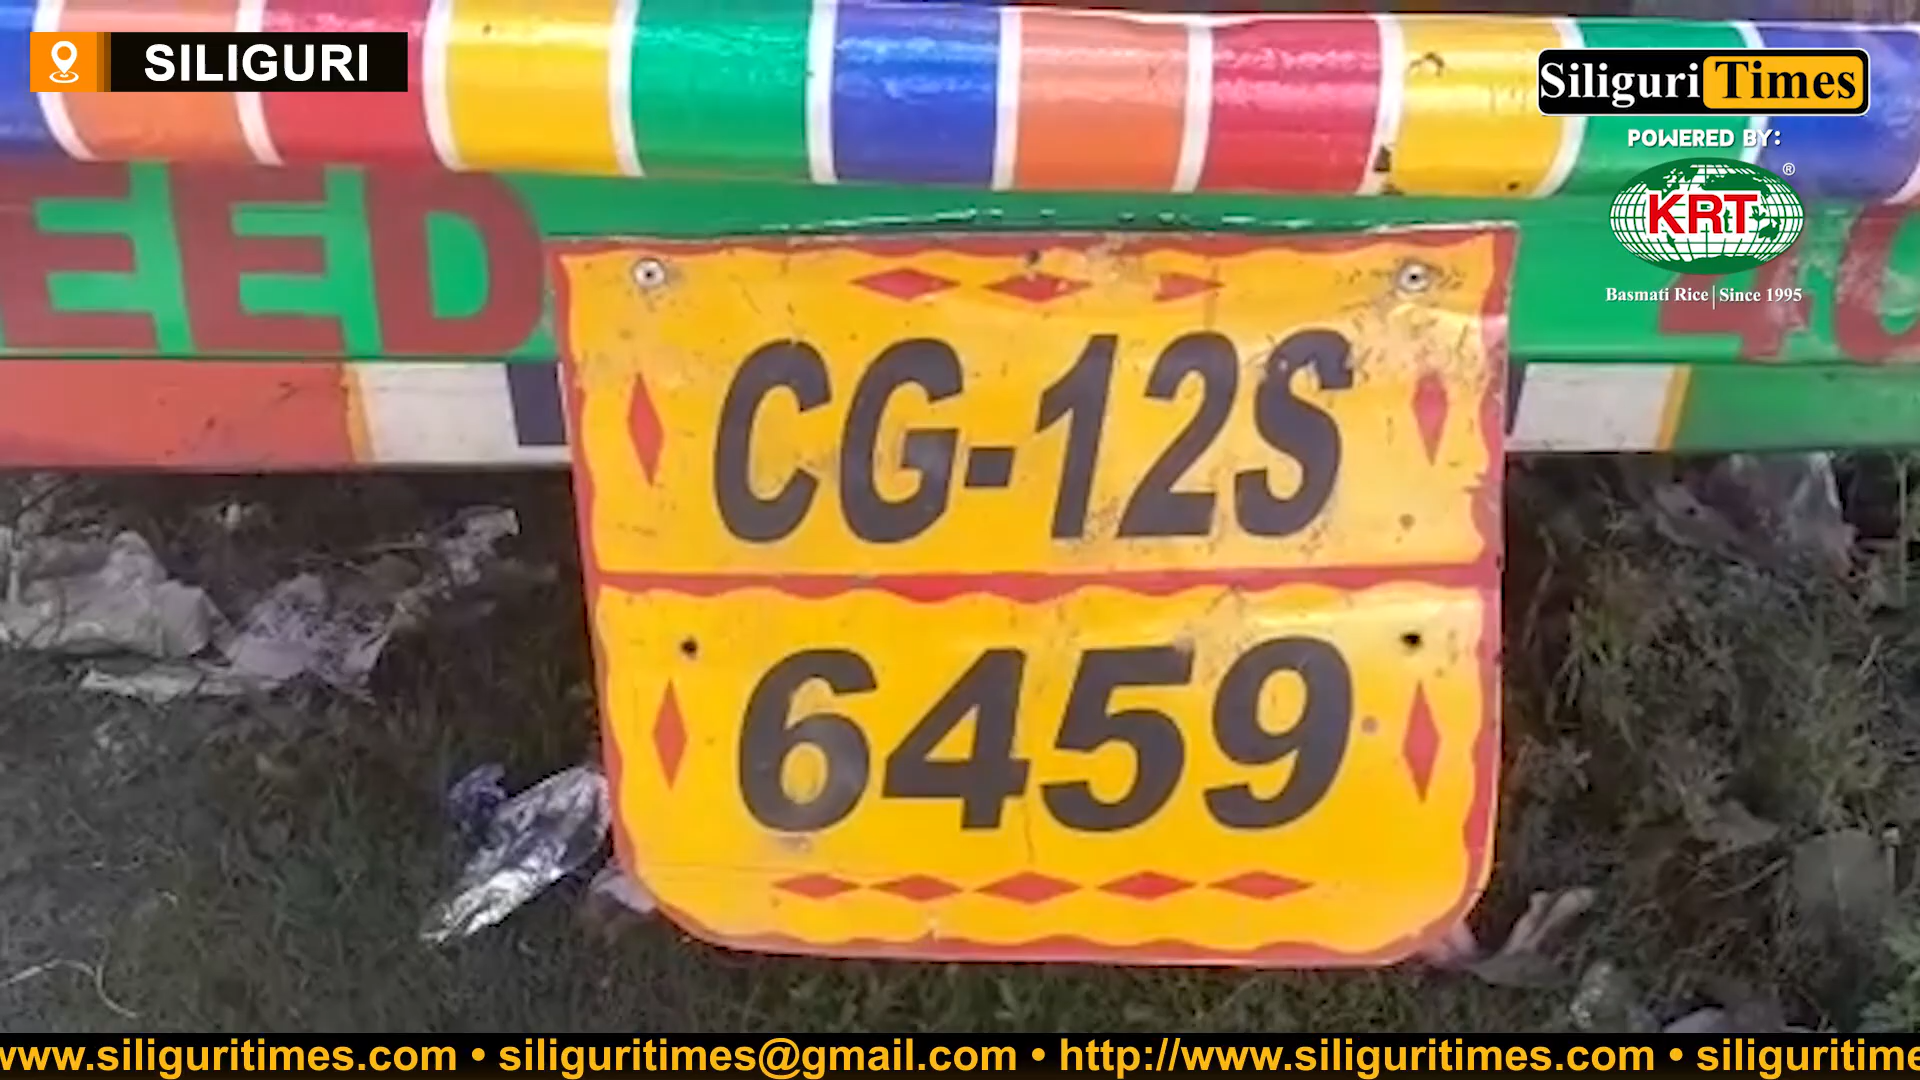 SILIGURI
Siliguri Times
POWERED BY:
KRT
®
Basmati Rice | Since 1995
EED
40
CG-12S
6459
www.siliguritimes.com • siliguritimes@gmail.com • http://www.siliguritimes.com • siliguritime